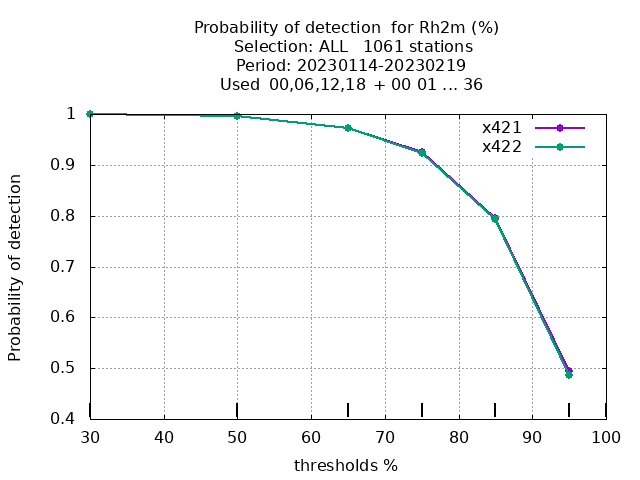 Probability of detection  for Rh2m (%)
Selection: ALL   1061 stations
Period: 20230114-20230219
Used  00,06,12,18  + 00 01 ... 36
x421
x422
1
0.9
0.8
0.7
0.6
0.5
0.4
Probability of detection
30 40 50 60 70 80 90 100
thresholds %